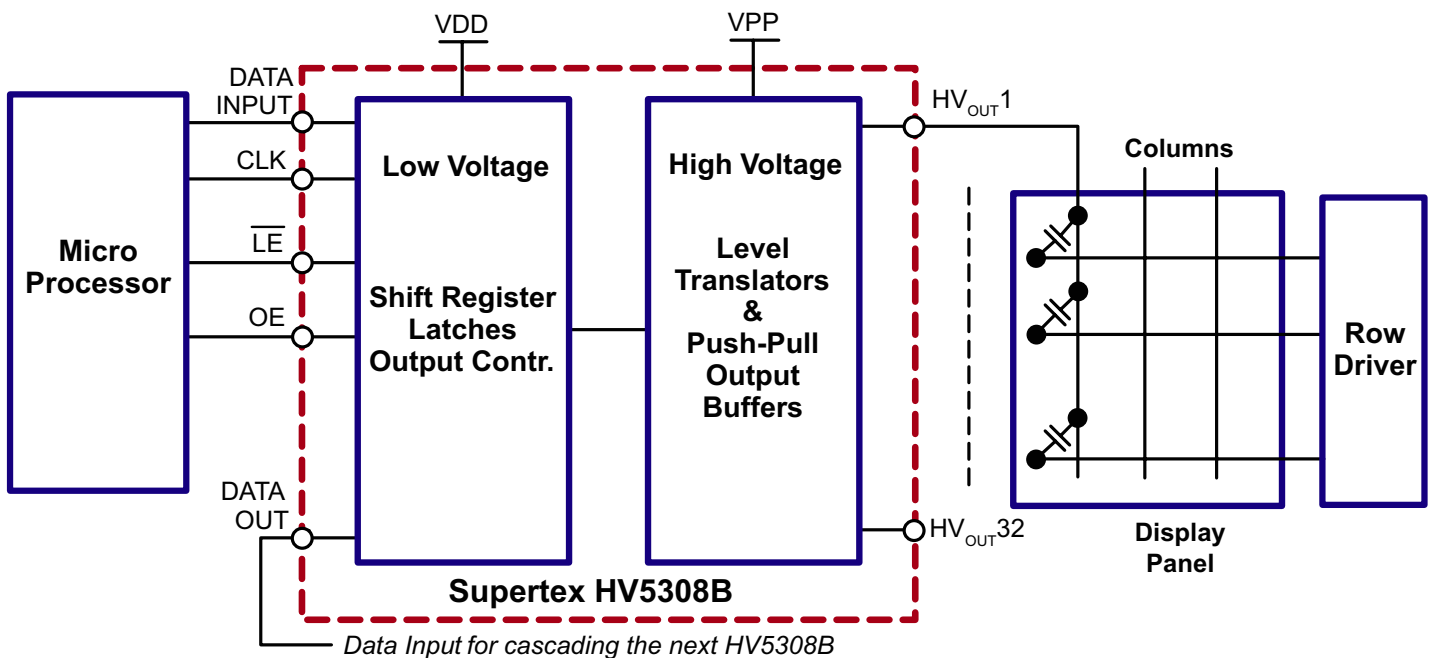 VDD
VPP
DATA
INPUT
CLK
LE
OE
DATA
OUT
Micro
Processor
Low Voltage
Shift Register
Latches
Output Contr.
High Voltage
Level
Translators
&
Push-Pull
Output
Buffers
HVOUT1
HVOUT32
Columns
Row
Driver
Display
Panel
Supertex HV5308B
Data Input for cascading the next HV5308B